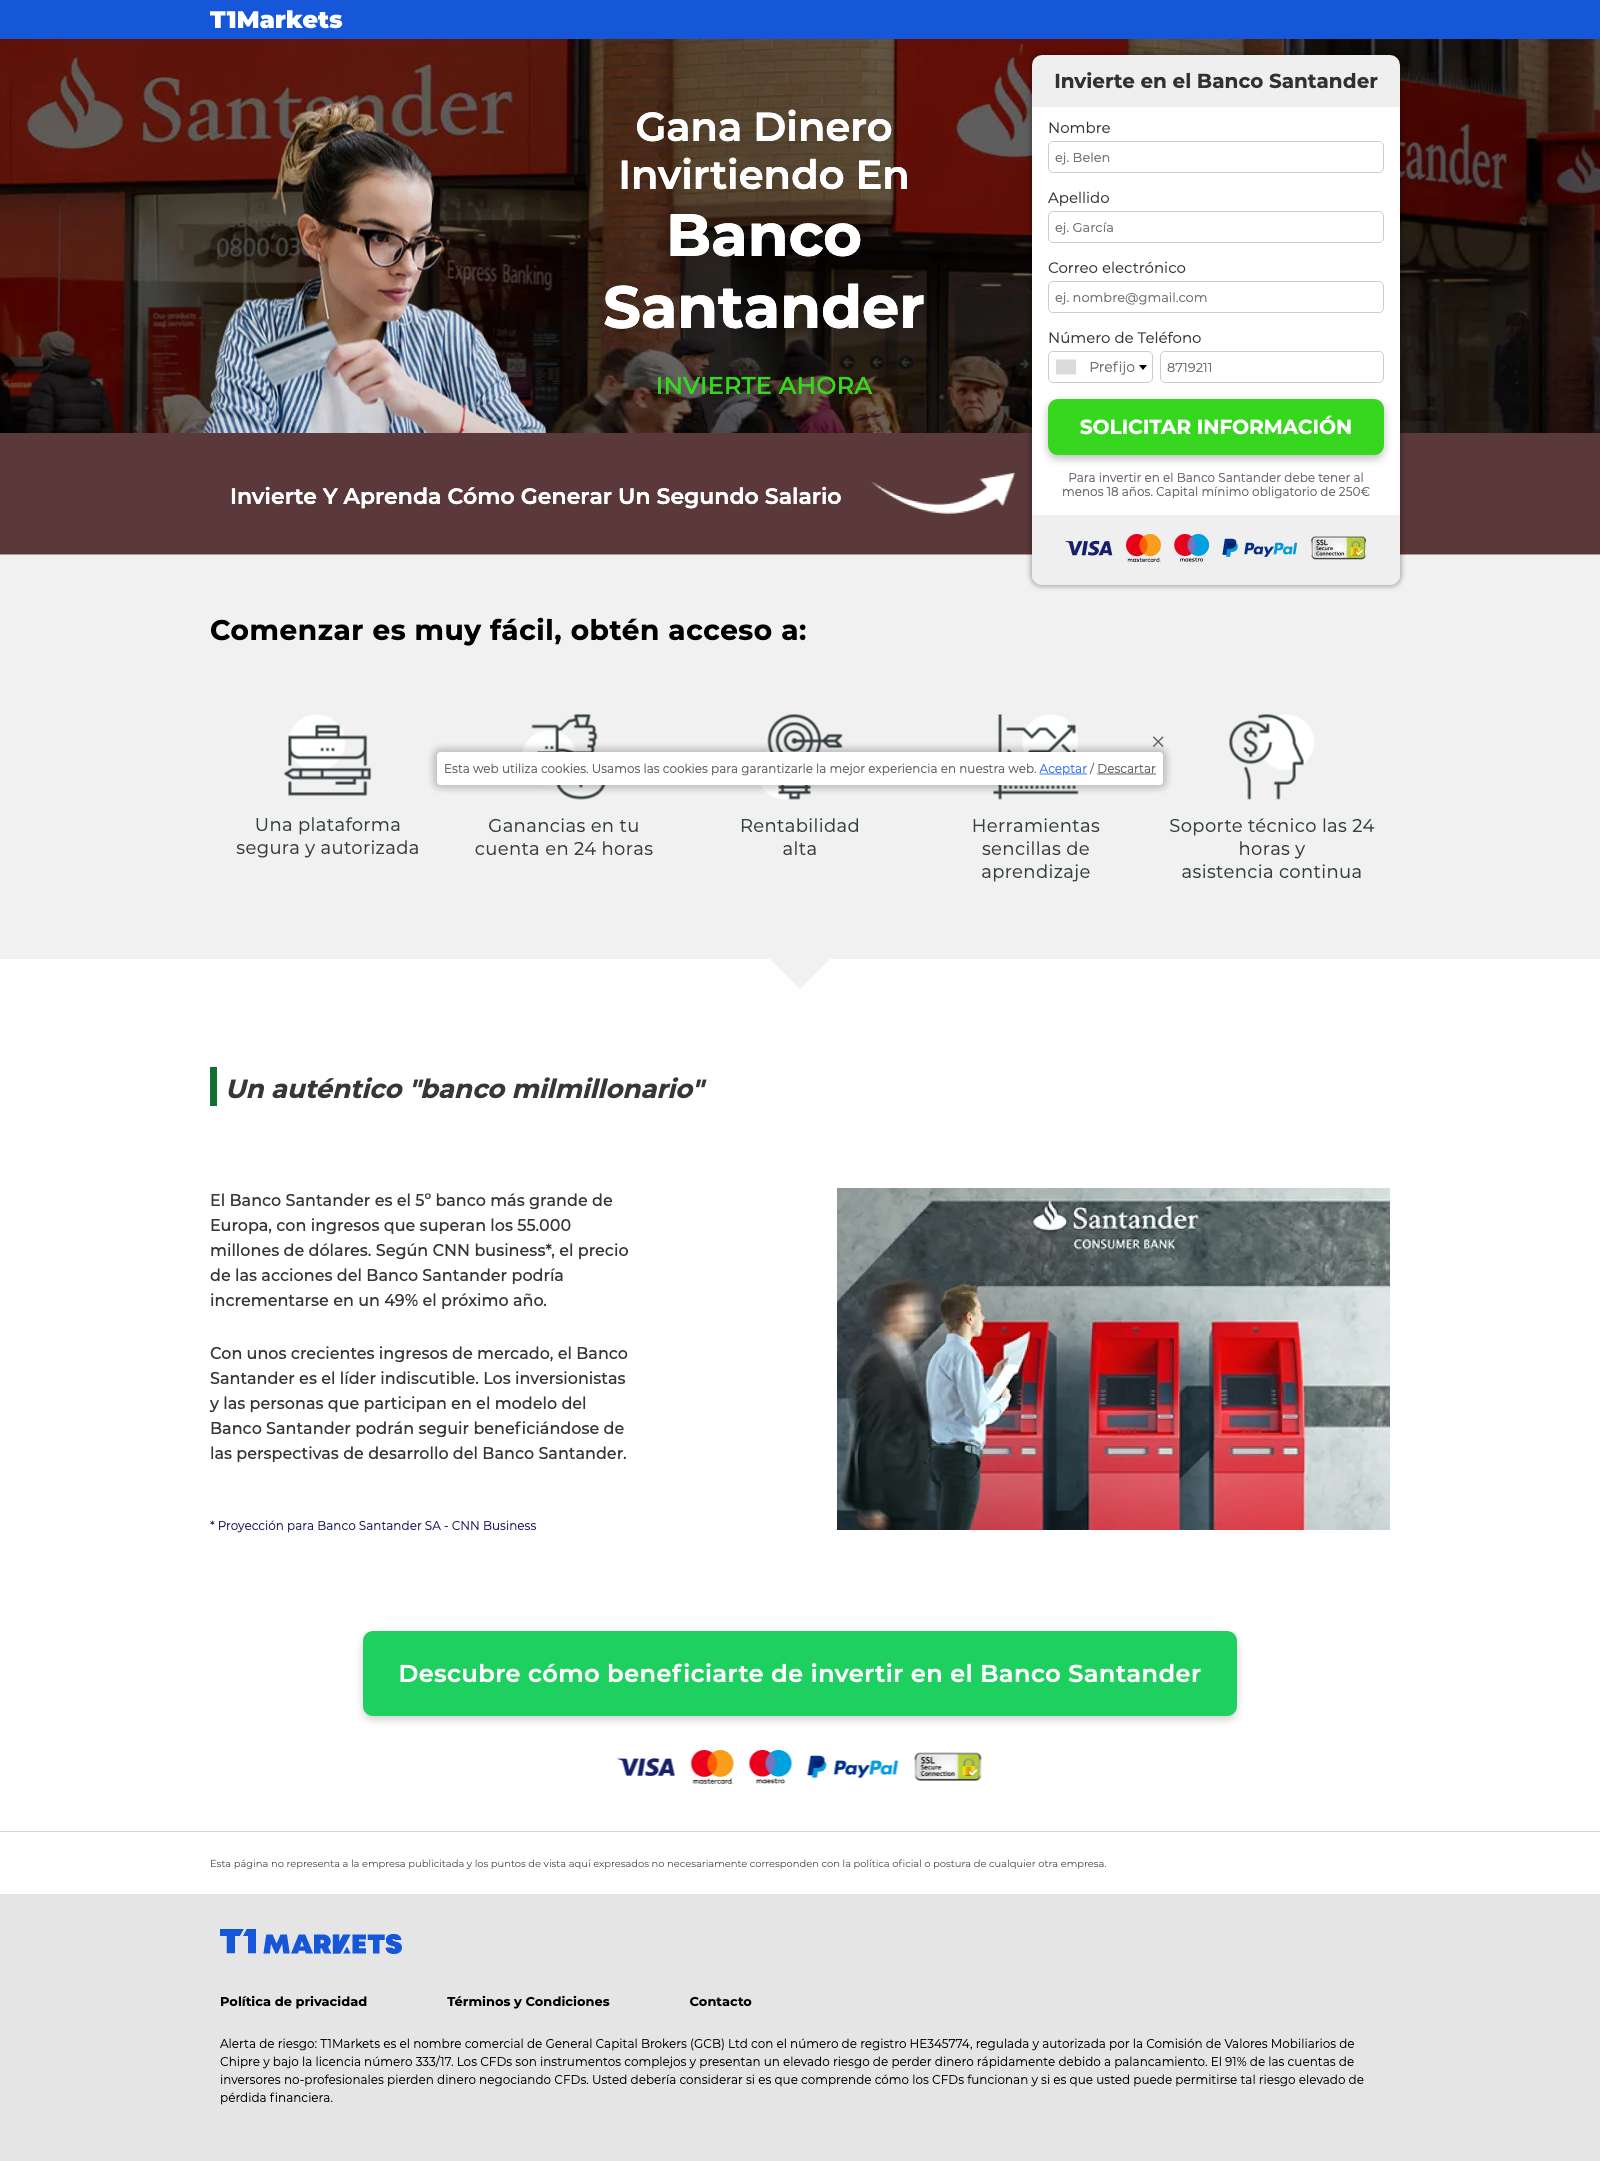 T1Markets
Santander
0800 03
Express Banking
Gana Dinero
Invirtiendo En
Banco
Santander
INVIERTE AHORA
Invierte en el Banco Santander
Nombre
ej. Belen
Apellido
ej. García
Correo electrónico
ej. nombre@gmail.com
Número de Teléfono
Prefijo 8719211
SOLICITAR INFORMACIÓN
Para invertir en el Banco Santander debe tener al
menos 18 años. Capital mínimo obligatorio de 250€
VISA mastercard maestro PayPal SSL Secure Connection
Invierte Y Aprenda Cómo Generar Un Segundo Salario
Comenzar es muy fácil, obtén acceso a:
Esta web utiliza cookies. Usamos las cookies para garantizarle la mejor experiencia en nuestra web. Aceptar / Descartar
Una plataforma
segura y autorizada
Ganancias en tu
cuenta en 24 horas
Rentabilidad
alta
Herramientas
sencillas de
aprendizaje
Soporte técnico las 24
horas y
asistencia continua
Un auténtico "banco milmillonario"
El Banco Santander es el 5º banco más grande de
Europa, con ingresos que superan los 55.000
millones de dólares. Según CNN business*, el precio
de las acciones del Banco Santander podría
incrementarse en un 49% el próximo año.
Con unos crecientes ingresos de mercado, el Banco
Santander es el líder indiscutible. Los inversionistas
y las personas que participan en el modelo del
Banco Santander podrán seguir beneficiándose de
las perspectivas de desarrollo del Banco Santander.
* Proyección para Banco Santander SA - CNN Business
Santander
CONSUMER BANK
Descubre cómo beneficiarte de invertir en el Banco Santander
VISA mastercard maestro PayPal SSL Secure Connection
Esta página no representa a la empresa publicitada y los puntos de vista aquí expresados no necesariamente corresponden con la política oficial o postura de cualquier otra empresa.
T1 MARKETS
Política de privacidad
Términos y Condiciones
Contacto
Alerta de riesgo: T1Markets es el nombre comercial de General Capital Brokers (GCB) Ltd con el número de registro HE345774, regulada y autorizada por la Comisión de Valores Mobiliarios de
Chipre y bajo la licencia número 333/17. Los CFDs son instrumentos complejos y presentan un elevado riesgo de perder dinero rápidamente debido a palancamiento. El 91% de las cuentas de
inversores no-profesionales pierden dinero negociando CFDs. Usted debería considerar si es que comprende cómo los CFDs funcionan y si es que usted puede permitirse tal riesgo elevado de
pérdida financiera.